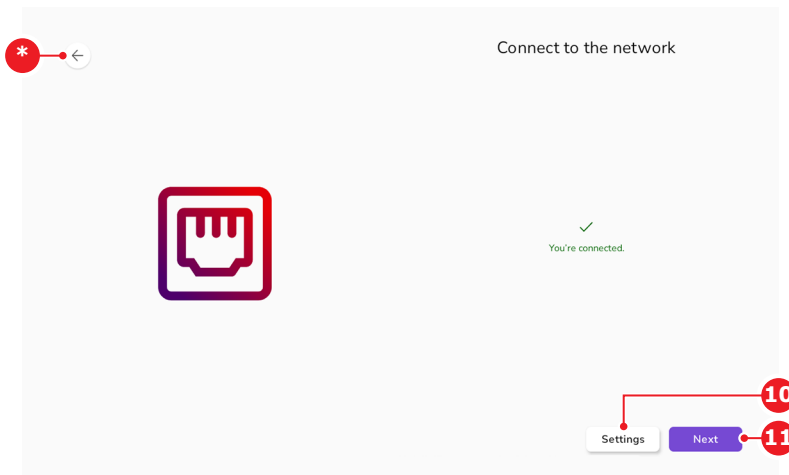 Connect to the network
*
You're connected.
10
Settings
Next
11